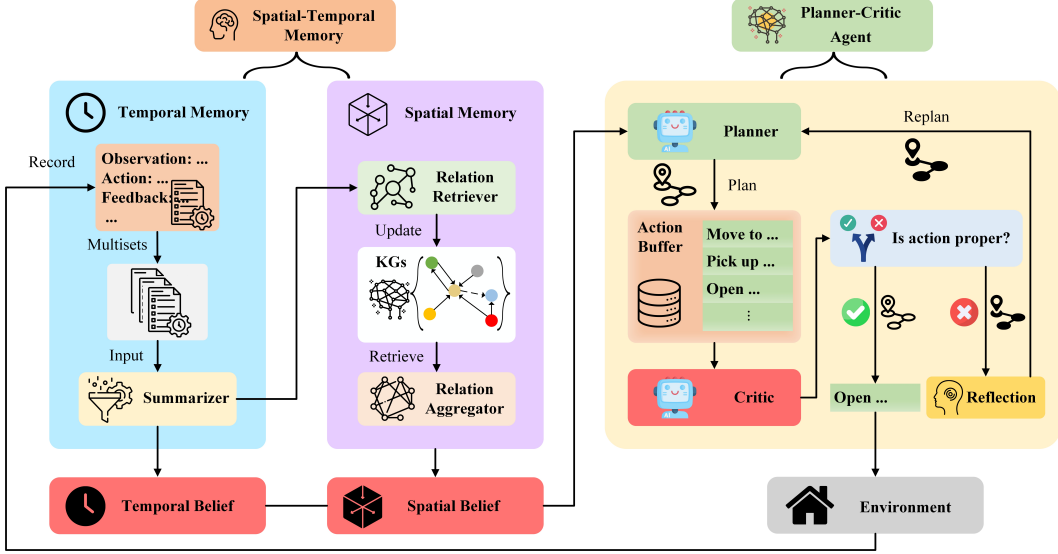 Spatial-Temporal
Memory
Planner-Critic
Agent
Temporal Memory
Record
Observation: ...
Action: ...
Feedback: ...
...
Multisets
Input
Summarizer
Temporal Belief
Spatial Memory
Relation
Retriever
Update
KGs
Retrieve
Relation
Aggregator
Spatial Belief
Planner
AI
Replan
Plan
Action
Buffer
Move to ...
Pick up ...
Open ...
⋮
Is action proper?
AI
Critic
Open ...
Reflection
Environment